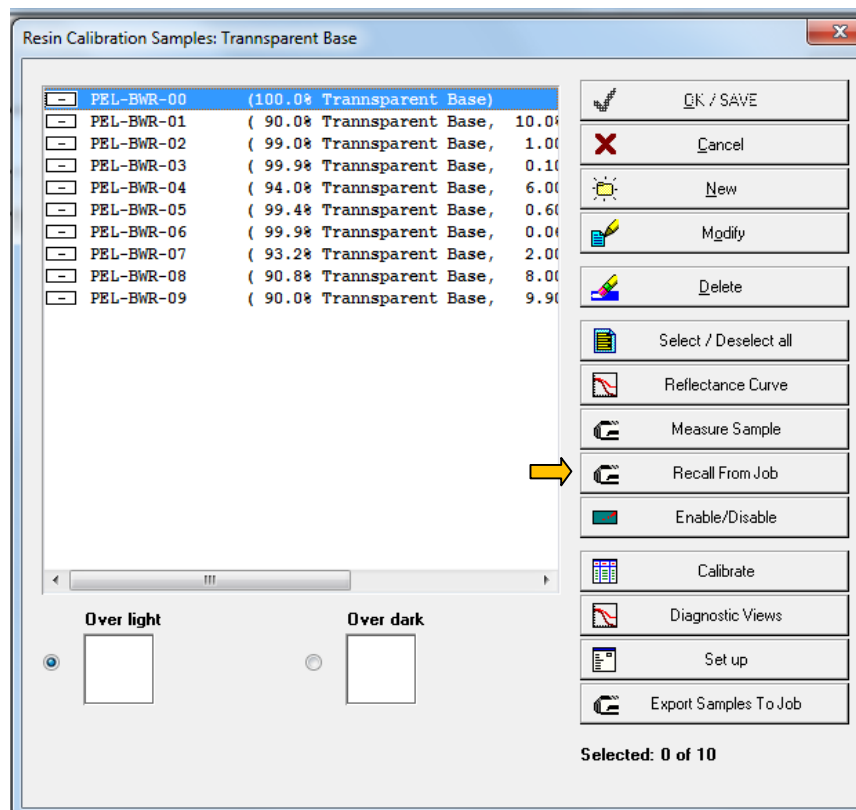 Resin Calibration Samples: Trannsparent Base
PEL-BWR-00 (100.0% Trannsparent Base)
PEL-BWR-01 ( 90.0% Trannsparent Base, 10.0%
PEL-BWR-02 ( 99.0% Trannsparent Base, 1.00
PEL-BWR-03 ( 99.9% Trannsparent Base, 0.10
PEL-BWR-04 ( 94.0% Trannsparent Base, 6.00
PEL-BWR-05 ( 99.4% Trannsparent Base, 0.60
PEL-BWR-06 ( 99.9% Trannsparent Base, 0.06
PEL-BWR-07 ( 93.2% Trannsparent Base, 2.00
PEL-BWR-08 ( 90.8% Trannsparent Base, 8.00
PEL-BWR-09 ( 90.0% Trannsparent Base, 9.90
OK / SAVE
Cancel
New
Modify
Delete
Select / Deselect all
Reflectance Curve
Measure Sample
Recall From Job
Enable/Disable
Calibrate
Diagnostic Views
Set up
Export Samples To Job
Over light
Over dark
Selected: 0 of 10